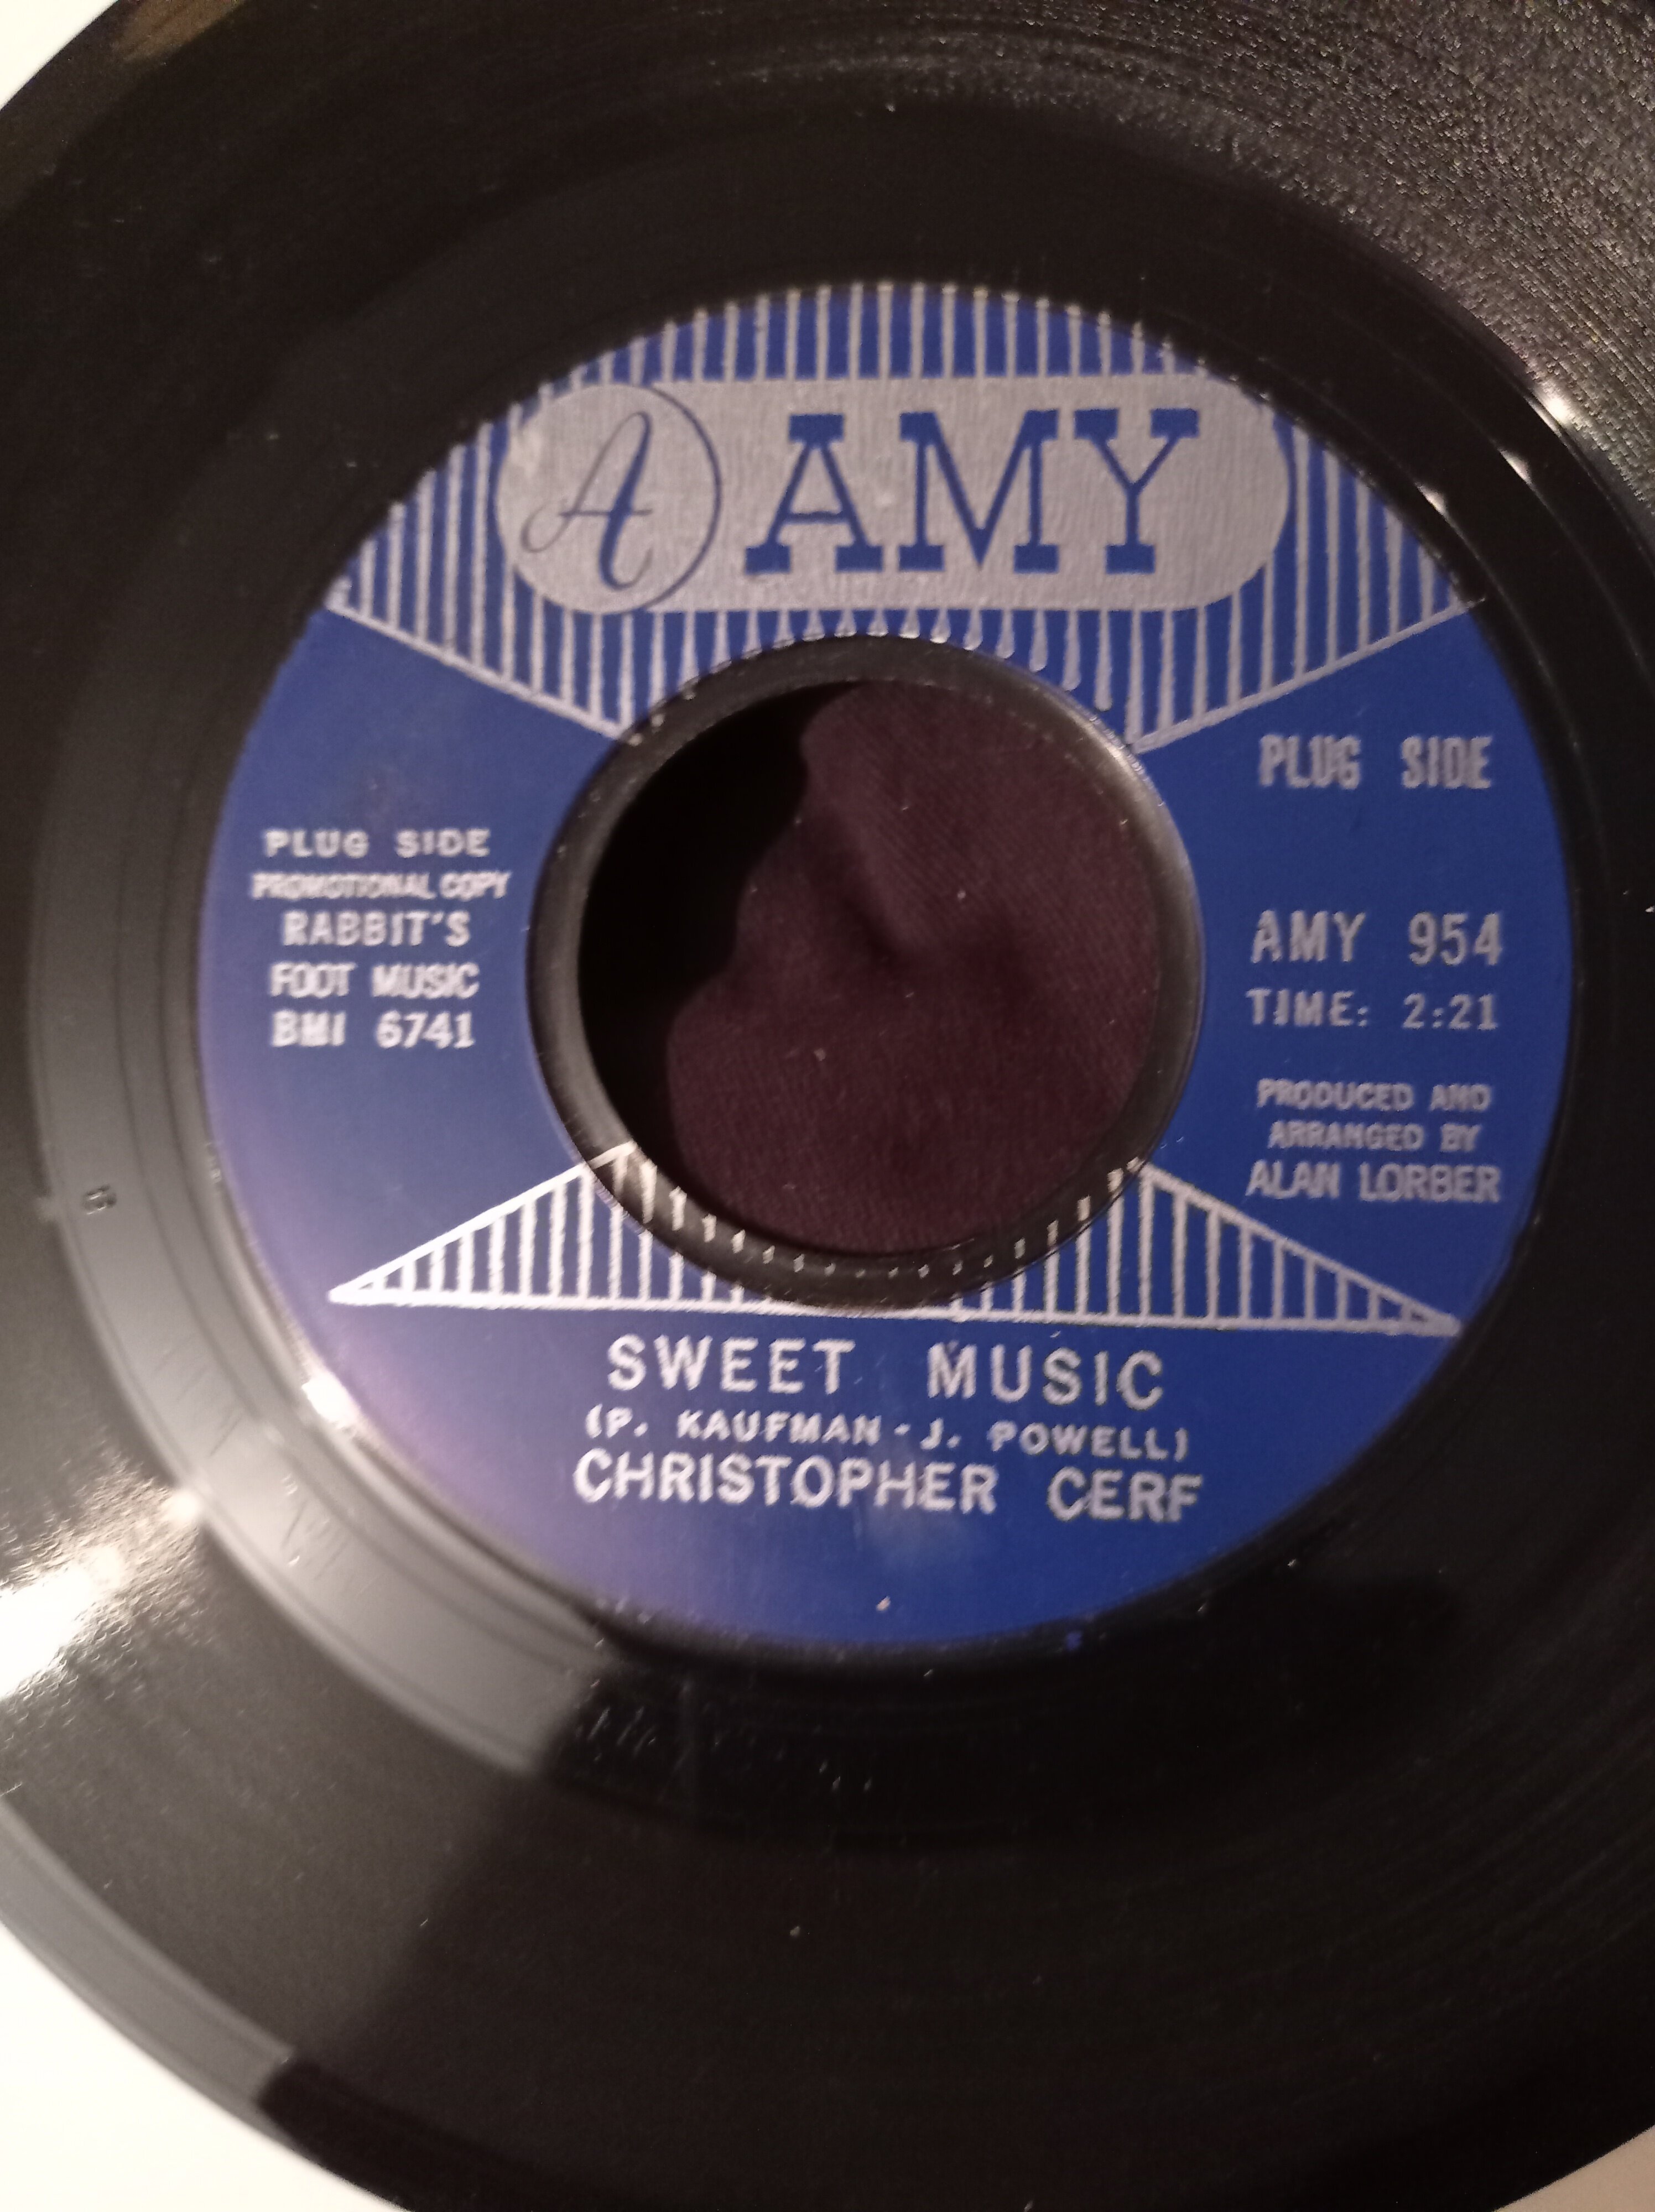 A AMY
PLUG SIDE
PLUG SIDE
PROMOTIONAL COPY
RABBIT'S
FOOT MUSIC
BMI 6741
AMY 954
TIME: 2:21
PRODUCED AND
ARRANGED BY
ALAN LORBER
SWEET MUSIC
(P. KAUFMAN - J. POWELL)
CHRISTOPHER CERF